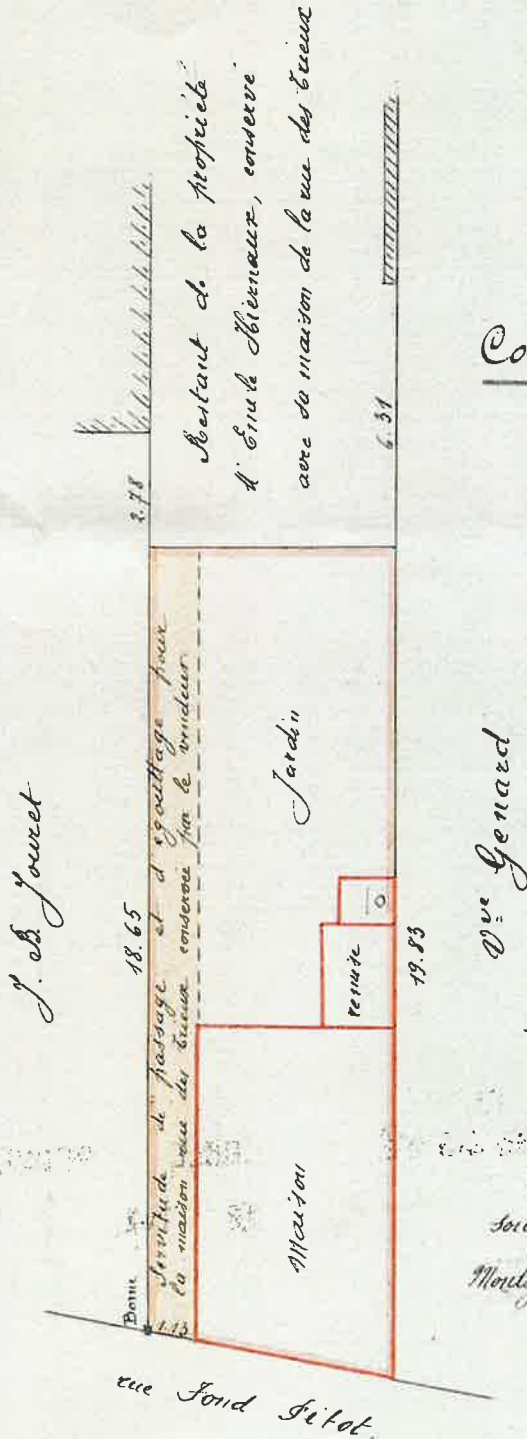 J. B. Jouret
18.65
2.78
Restant de la propriété
d'Emile Hiernaux, conservé
avec sa maison de la rue des trieux
6.31
Servitude de passage et d'égouttage pour
la maison rue des trieux conservée par le vendeur
Borne
1.13
Maison
remise
Jardin
19.83
Vve Genard
rue Fond
Co